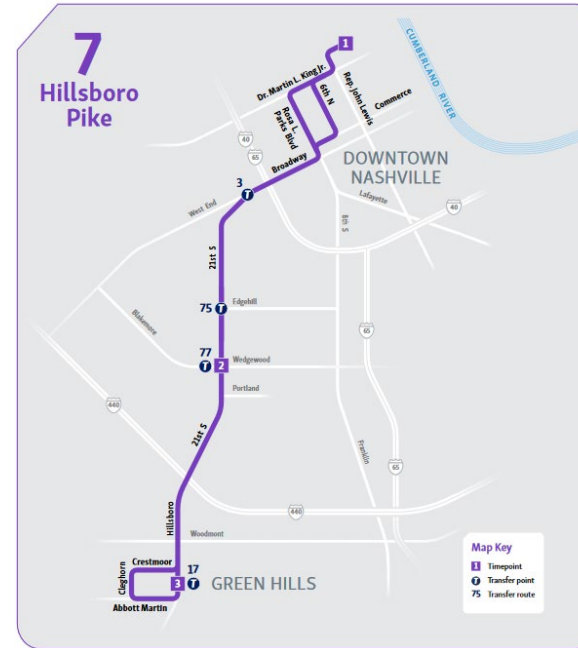 7
Hillsboro
Pike
1
Dr. Martin L. King Jr.
6th N
Rosa L.
Parks Blvd
Rep. John Lewis
Commerce
CUMBERLAND RIVER
40
65
Broadway
DOWNTOWN
NASHVILLE
3
T
West End
Lafayette
40
8th S
21st S
75
T
Edgehill
65
Blakemore
77
T
2
Wedgewood
Portland
440
21st S
Franklin
65
440
Hillsboro
Woodmont
Crestmoor
Cleghorn
17
3
T
GREEN HILLS
Abbott Martin
Map Key
1 Timepoint
T Transfer point
75 Transfer route